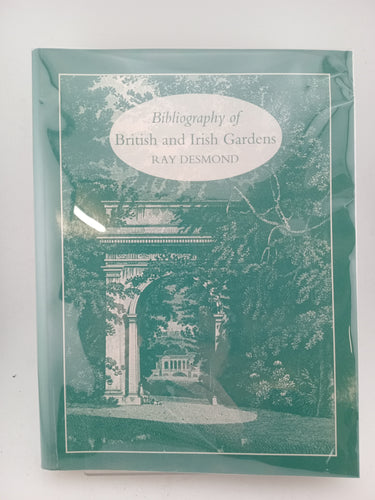 Bibliography of
British and Irish Gardens
RAY DESMOND